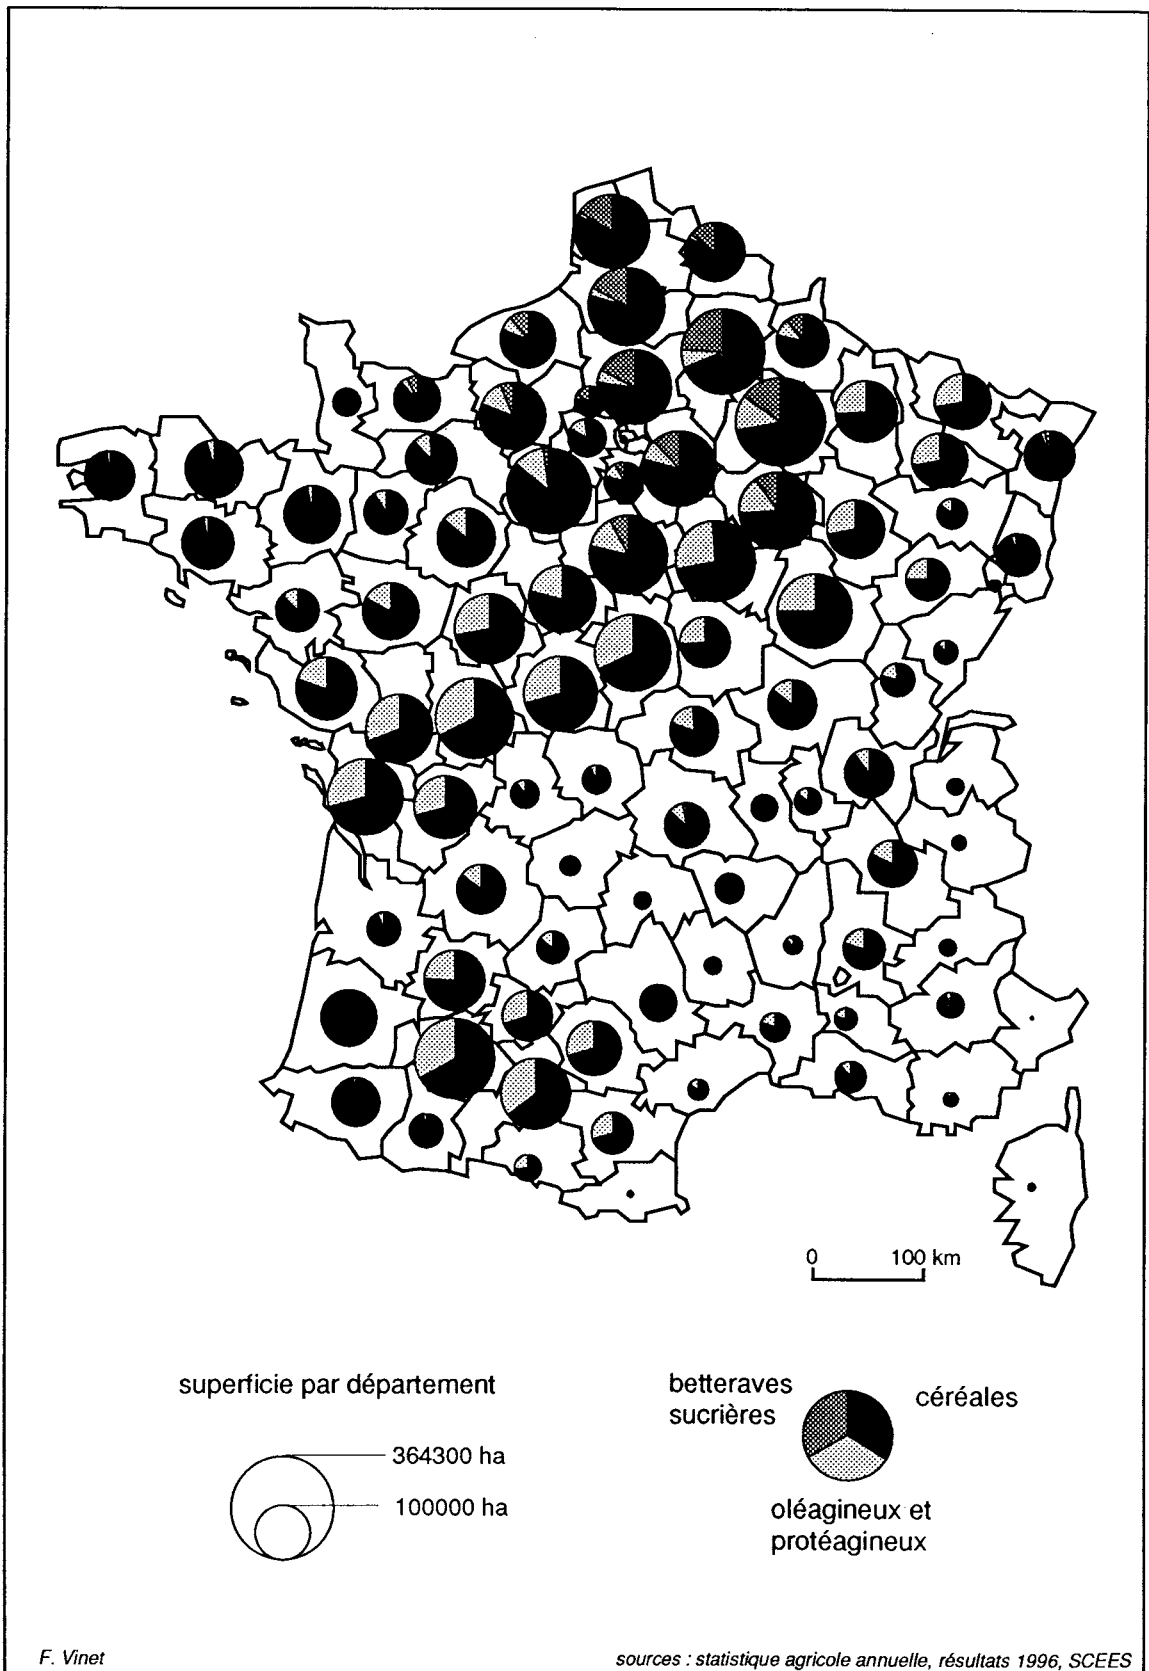 0 100 km
superficie par département
364300 ha
100000 ha
betteraves
sucrières
céréales
oléagineux et
protéagineux
F. Vinet
sources : statistique agricole annuelle, résultats 1996, SCEES